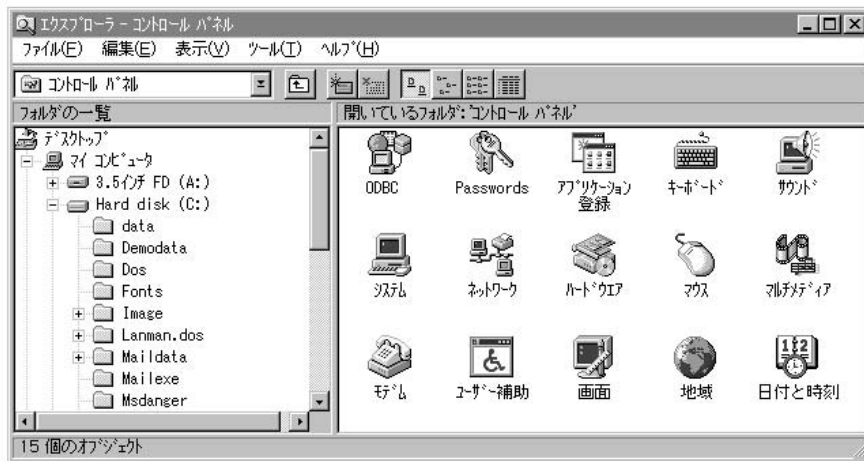 エクスプローラ - コントロール パネル
ファイル(F) 編集(E) 表示(V) ツール(T) ヘルプ(H)
コントロール パネル
フォルダの一覧
開いているフォルダ: 'コントロール パネル'
デスクトップ
マイ コンピュータ
3.5インチ FD (A:)
Hard disk (C:)
data
Demodata
Dos
Fonts
Image
Lanman.dos
Maildata
Mailexe
Msdanger
ODBC
Passwords
アプリケーション
登録
キーボード
サウンド
システム
ネットワーク
ハードウエア
マウス
マルチメディア
モデム
ユーザー補助
画面
地域
日付と時刻
15 個のオブジェクト